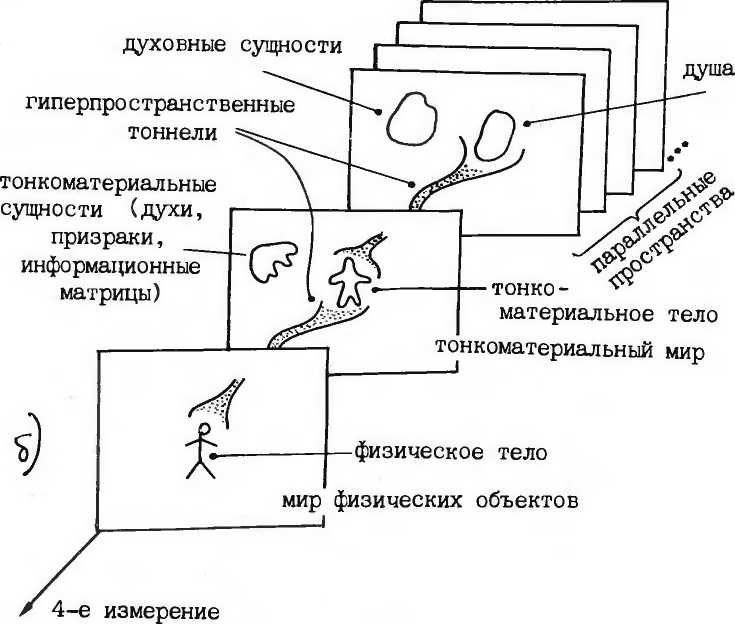 духовные сущности
душа
гиперпространственные
тоннели
тонкоматериальные
сущности (духи,
призраки,
информационные
матрицы)
параллельные
пространства
тонко-
материальное тело
тонкоматериальный мир
б)
физическое тело
мир физических объектов
4-е измерение